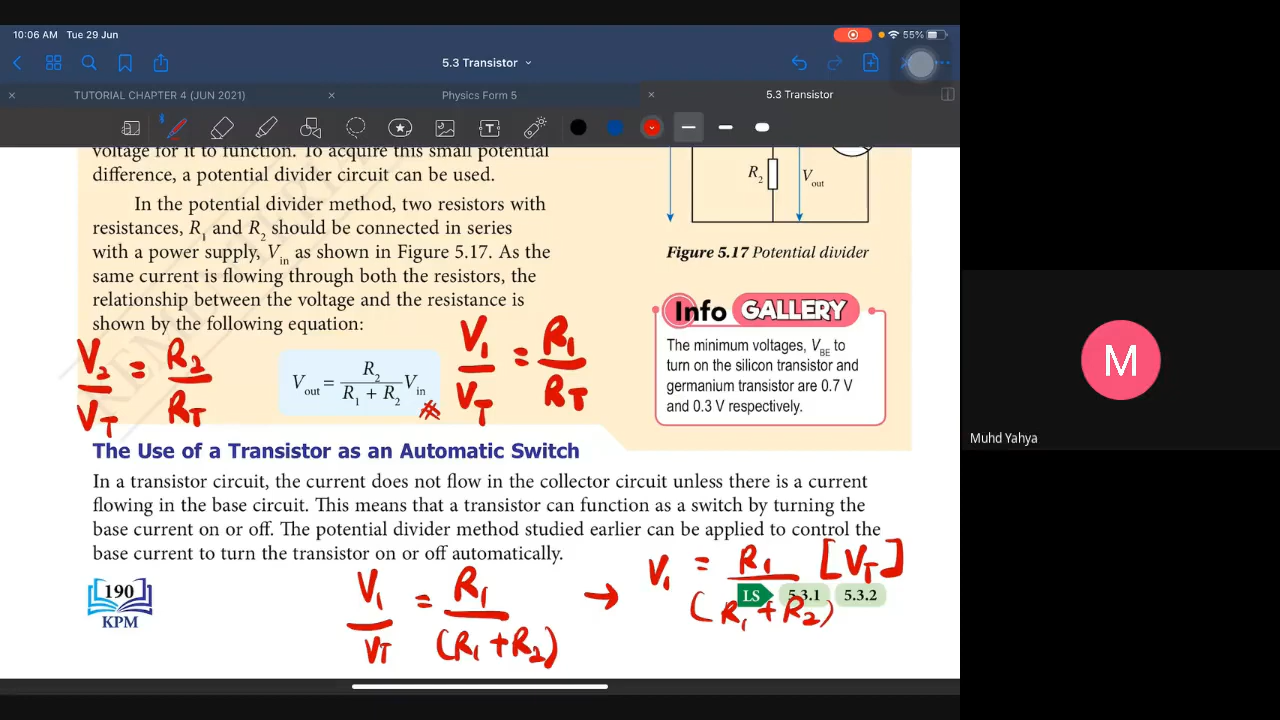 10:06 AM Tue 29 Jun
55%
5.3 Transistor
TUTORIAL CHAPTER 4 (JUN 2021)
Physics Form 5
5.3 Transistor
voltage for it to function. To acquire this small potential
difference, a potential divider circuit can be used.
In the potential divider method, two resistors with
resistances, R₁ and R₂ should be connected in series
with a power supply, Vin as shown in Figure 5.17. As the
same current is flowing through both the resistors, the
relationship between the voltage and the resistance is
shown by the following equation:
V₂/VT = R₂/RT
Vout = R₂/(R₁ + R₂) Vin *
V₁/VT = R₁/RT
R₂
Vout
Figure 5.17 Potential divider
Info GALLERY
The minimum voltages, VBE to
turn on the silicon transistor and
germanium transistor are 0.7 V
and 0.3 V respectively.
The Use of a Transistor as an Automatic Switch
In a transistor circuit, the current does not flow in the collector circuit unless there is a current
flowing in the base circuit. This means that a transistor can function as a switch by turning the
base current on or off. The potential divider method studied earlier can be applied to control the
base current to turn the transistor on or off automatically.
V₁/VT = R₁/(R₁ + R₂) → V₁ = R₁/(R₁ + R₂) [VT]
190
KPM
LS 5.3.1 5.3.2
M
Muhd Yahya